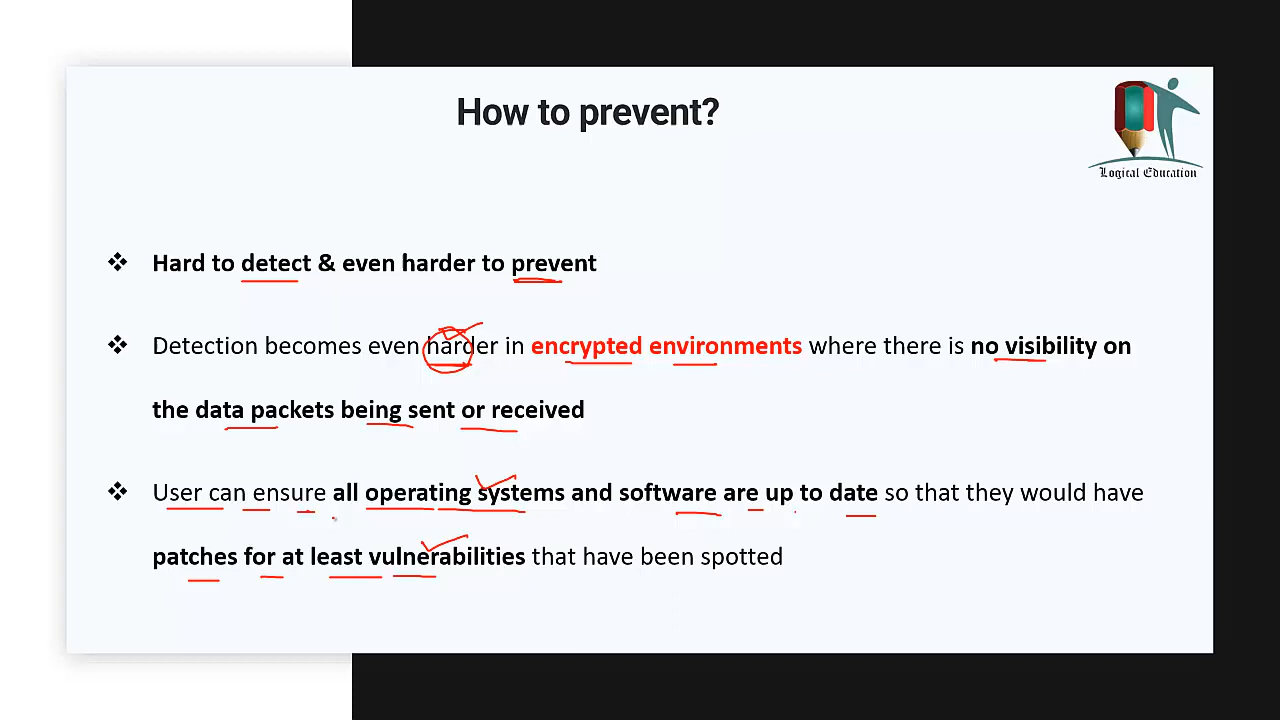 How to prevent?
Logical Education
❖ Hard to detect & even harder to prevent
❖ Detection becomes even harder in encrypted environments where there is no visibility on
the data packets being sent or received
❖ User can ensure all operating systems and software are up to date so that they would have
patches for at least vulnerabilities that have been spotted